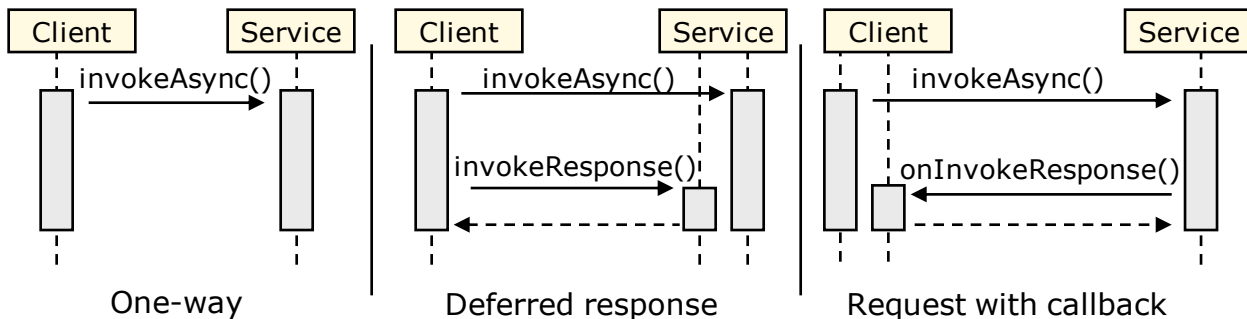 Client
Service
invokeAsync()
One-way
Client
Service
invokeAsync()
invokeResponse()
Deferred response
Client
Service
invokeAsync()
onInvokeResponse()
Request with callback